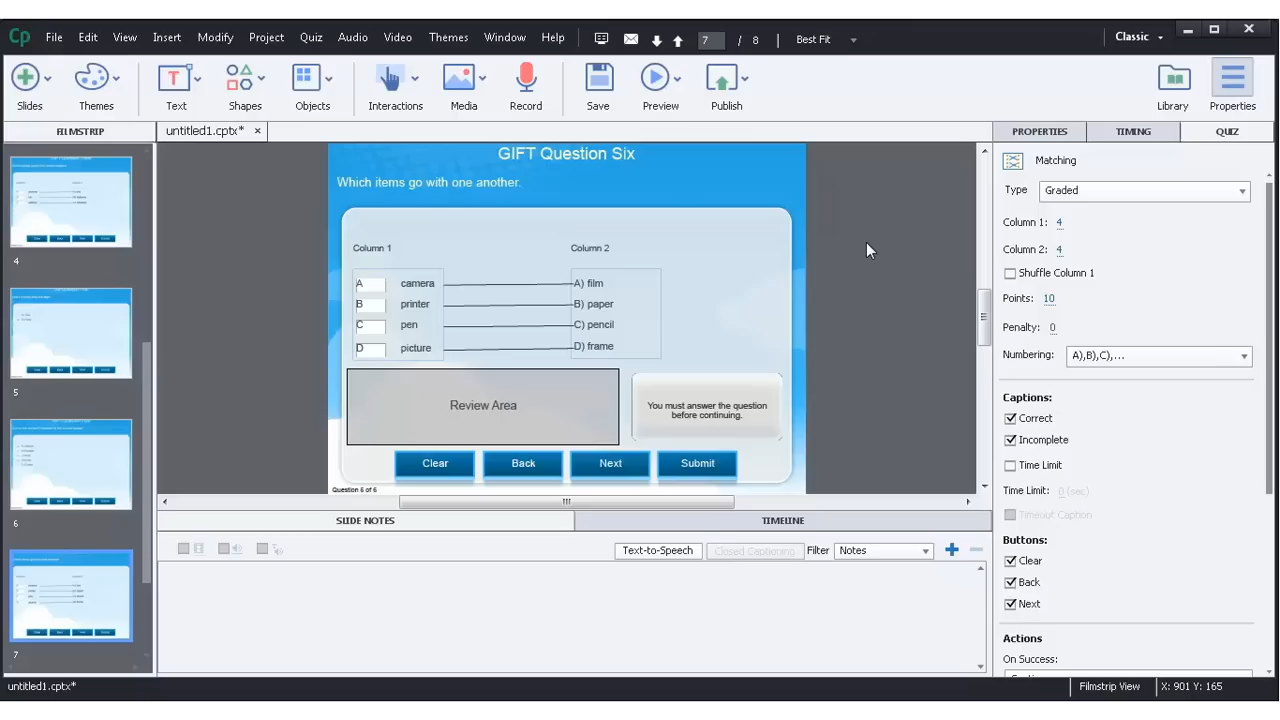 Cp File Edit View Insert Modify Project Quiz Audio Video Themes Window Help 7 / 8 Best Fit Classic
Slides Themes Text Shapes Objects Interactions Media Record Save Preview Publish Library Properties
FILMSTRIP untitled1.cptx* × PROPERTIES TIMING QUIZ
GIFT Question Six
Which items go with one another.
Column 1 Column 2
A camera A) film
B printer B) paper
C pen C) pencil
D picture D) frame
Review Area
You must answer the question
before continuing.
Clear Back Next Submit
Question 6 of 6
4
5
6
7
SLIDE NOTES TIMELINE
Text-to-Speech Closed Captioning Filter Notes
Matching
Type Graded
Column 1: 4
Column 2: 4
Shuffle Column 1
Points: 10
Penalty: 0
Numbering: A),B),C),...
Captions:
Correct
Incomplete
Time Limit
Time Limit: 0 (sec)
Timeout Caption
Buttons:
Clear
Back
Next
Actions
On Success:
untitled1.cptx* Filmstrip View X: 901 Y: 165